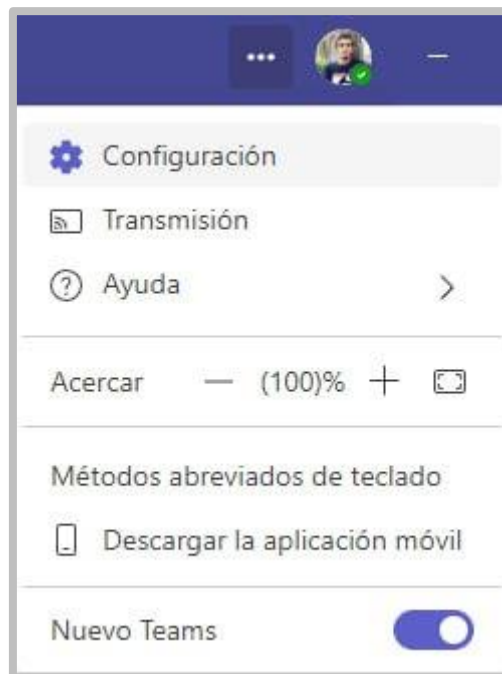 Configuración
Transmisión
Ayuda
Acercar — (100)% +
Métodos abreviados de teclado
Descargar la aplicación móvil
Nuevo Teams